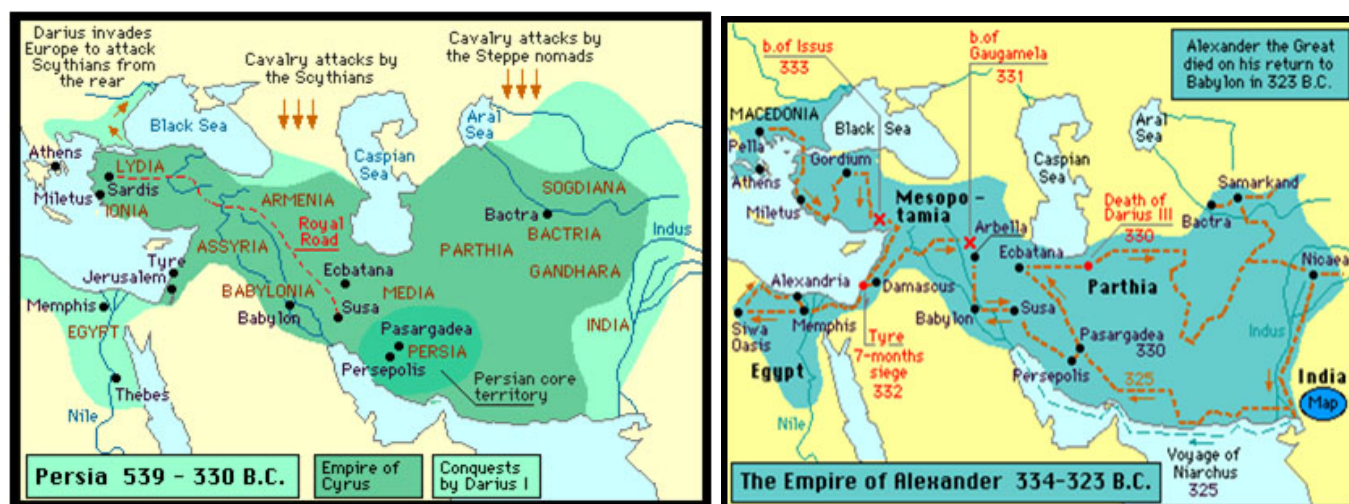 Darius invades
Europe to attack
Scythians from
the rear
Cavalry attacks by
the Scythians
Cavalry attacks by
the Steppe nomads
Black Sea
Caspian
Sea
Aral
Sea
Athens
LYDIA
Sardis
Miletus
IONIA
ARMENIA
Royal
Road
ASSYRIA
SOGDIANA
Bactra
BACTRIA
PARTHIA
GANDHARA
Indus
Tyre
Jerusalem
Memphis
EGYPT
BABYLONIA
Babylon
Ecbatana
MEDIA
Susa
Pasargadea
PERSIA
Persepolis
INDIA
Persian core
territory
Thebes
Nile
Persia 539 - 330 B.C.
Empire of
Cyrus
Conquests
by Darius I
b.of Issus
333
b.of
Gaugamela
331
Alexander the Great
died on his return to
Babylon in 323 B.C.
MACEDONIA
Pella
Black Sea
Gordium
Athens
Miletus
Caspian
Sea
Aral
Sea
Mesopo-
tamia
Arbella
Samarkand
Bactra
Death of
Darius III
330
Ecbatana
Nicaea
Alexandria
Damascus
Parthia
Siwa
Oasis
Memphis
Babylon
Susa
Indus
Tyre
7-months
siege
332
Pasargadea
330
Persepolis
Egypt
325
India
Map
Nile
Voyage of
Niarchus
325
The Empire of Alexander 334-323 B.C.